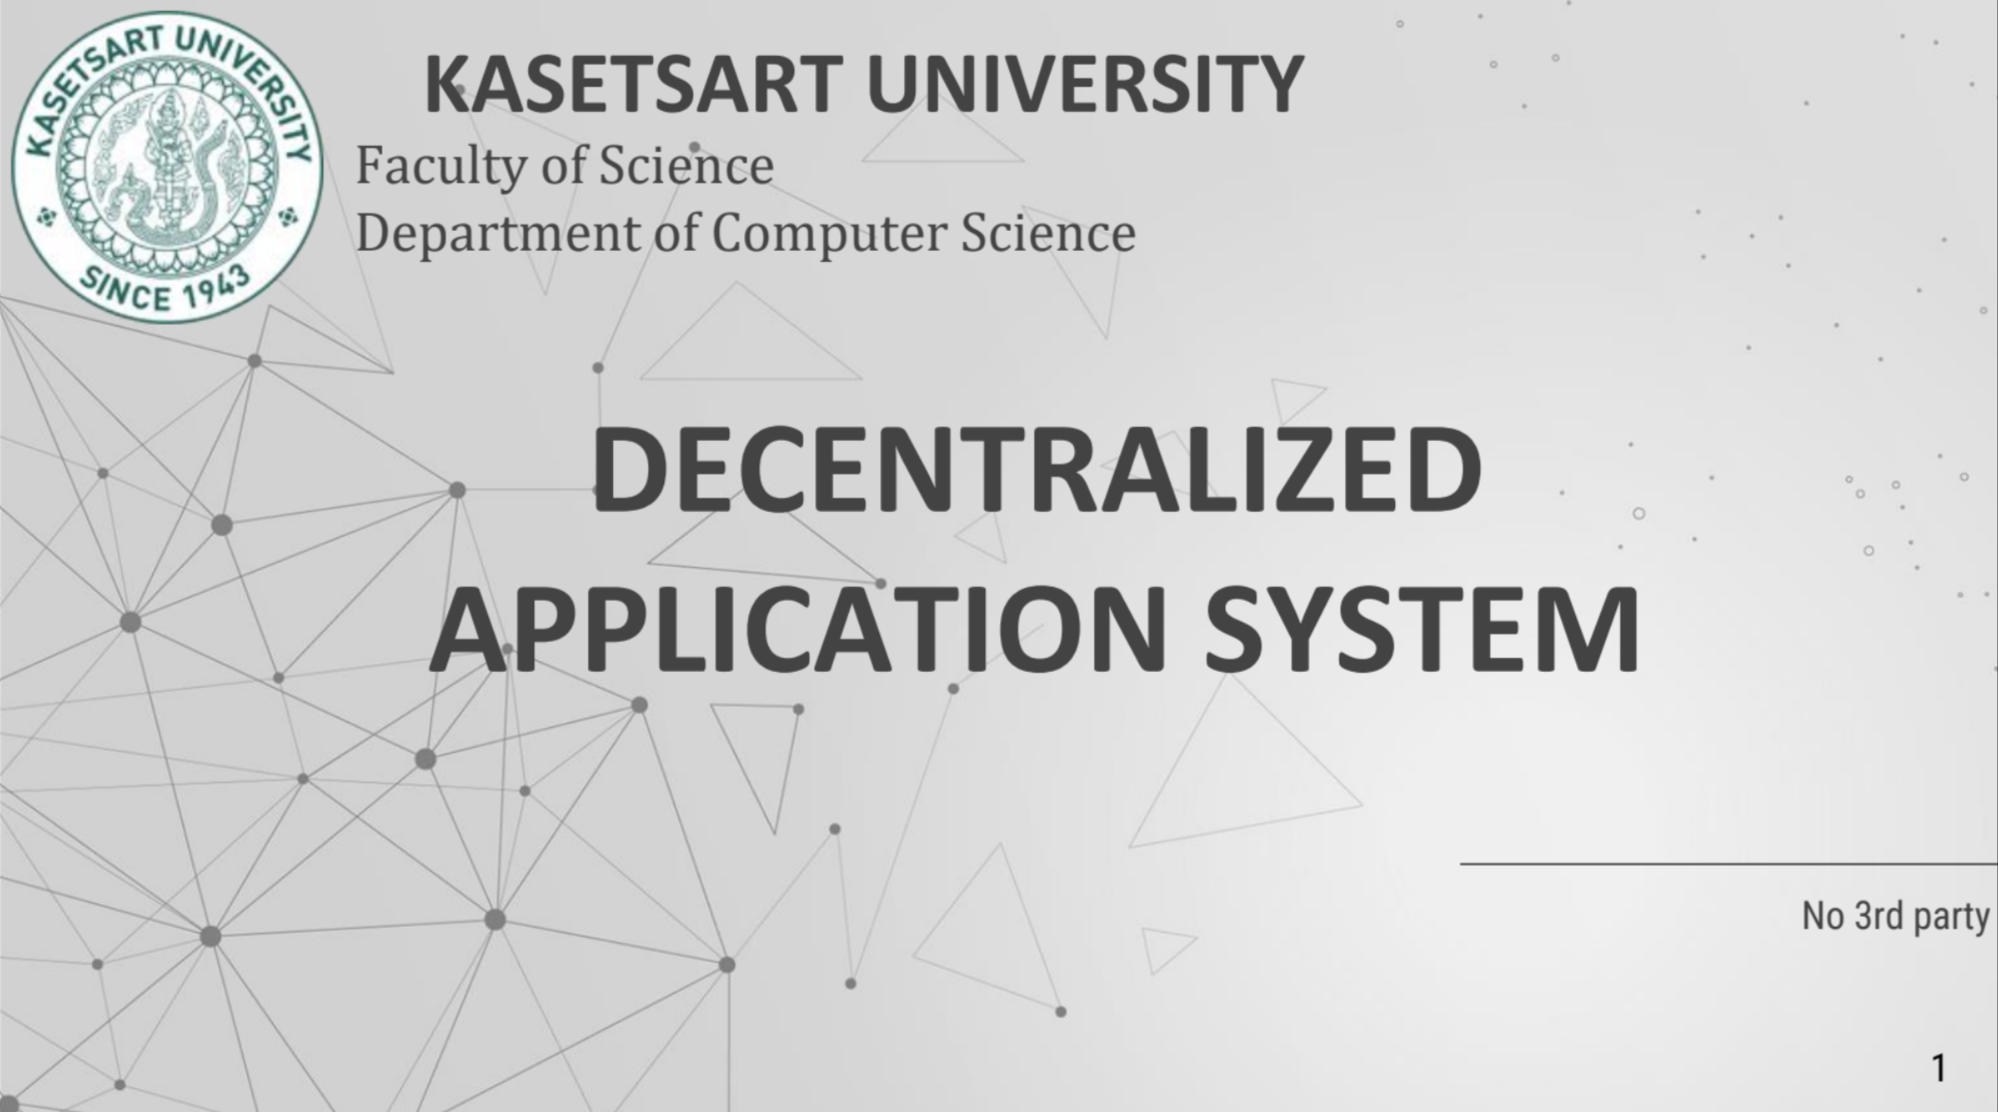 KASETSART UNIVERSITY
SINCE 1943
KASETSART UNIVERSITY
Faculty of Science
Department of Computer Science
DECENTRALIZED
APPLICATION SYSTEM
No 3rd party
1